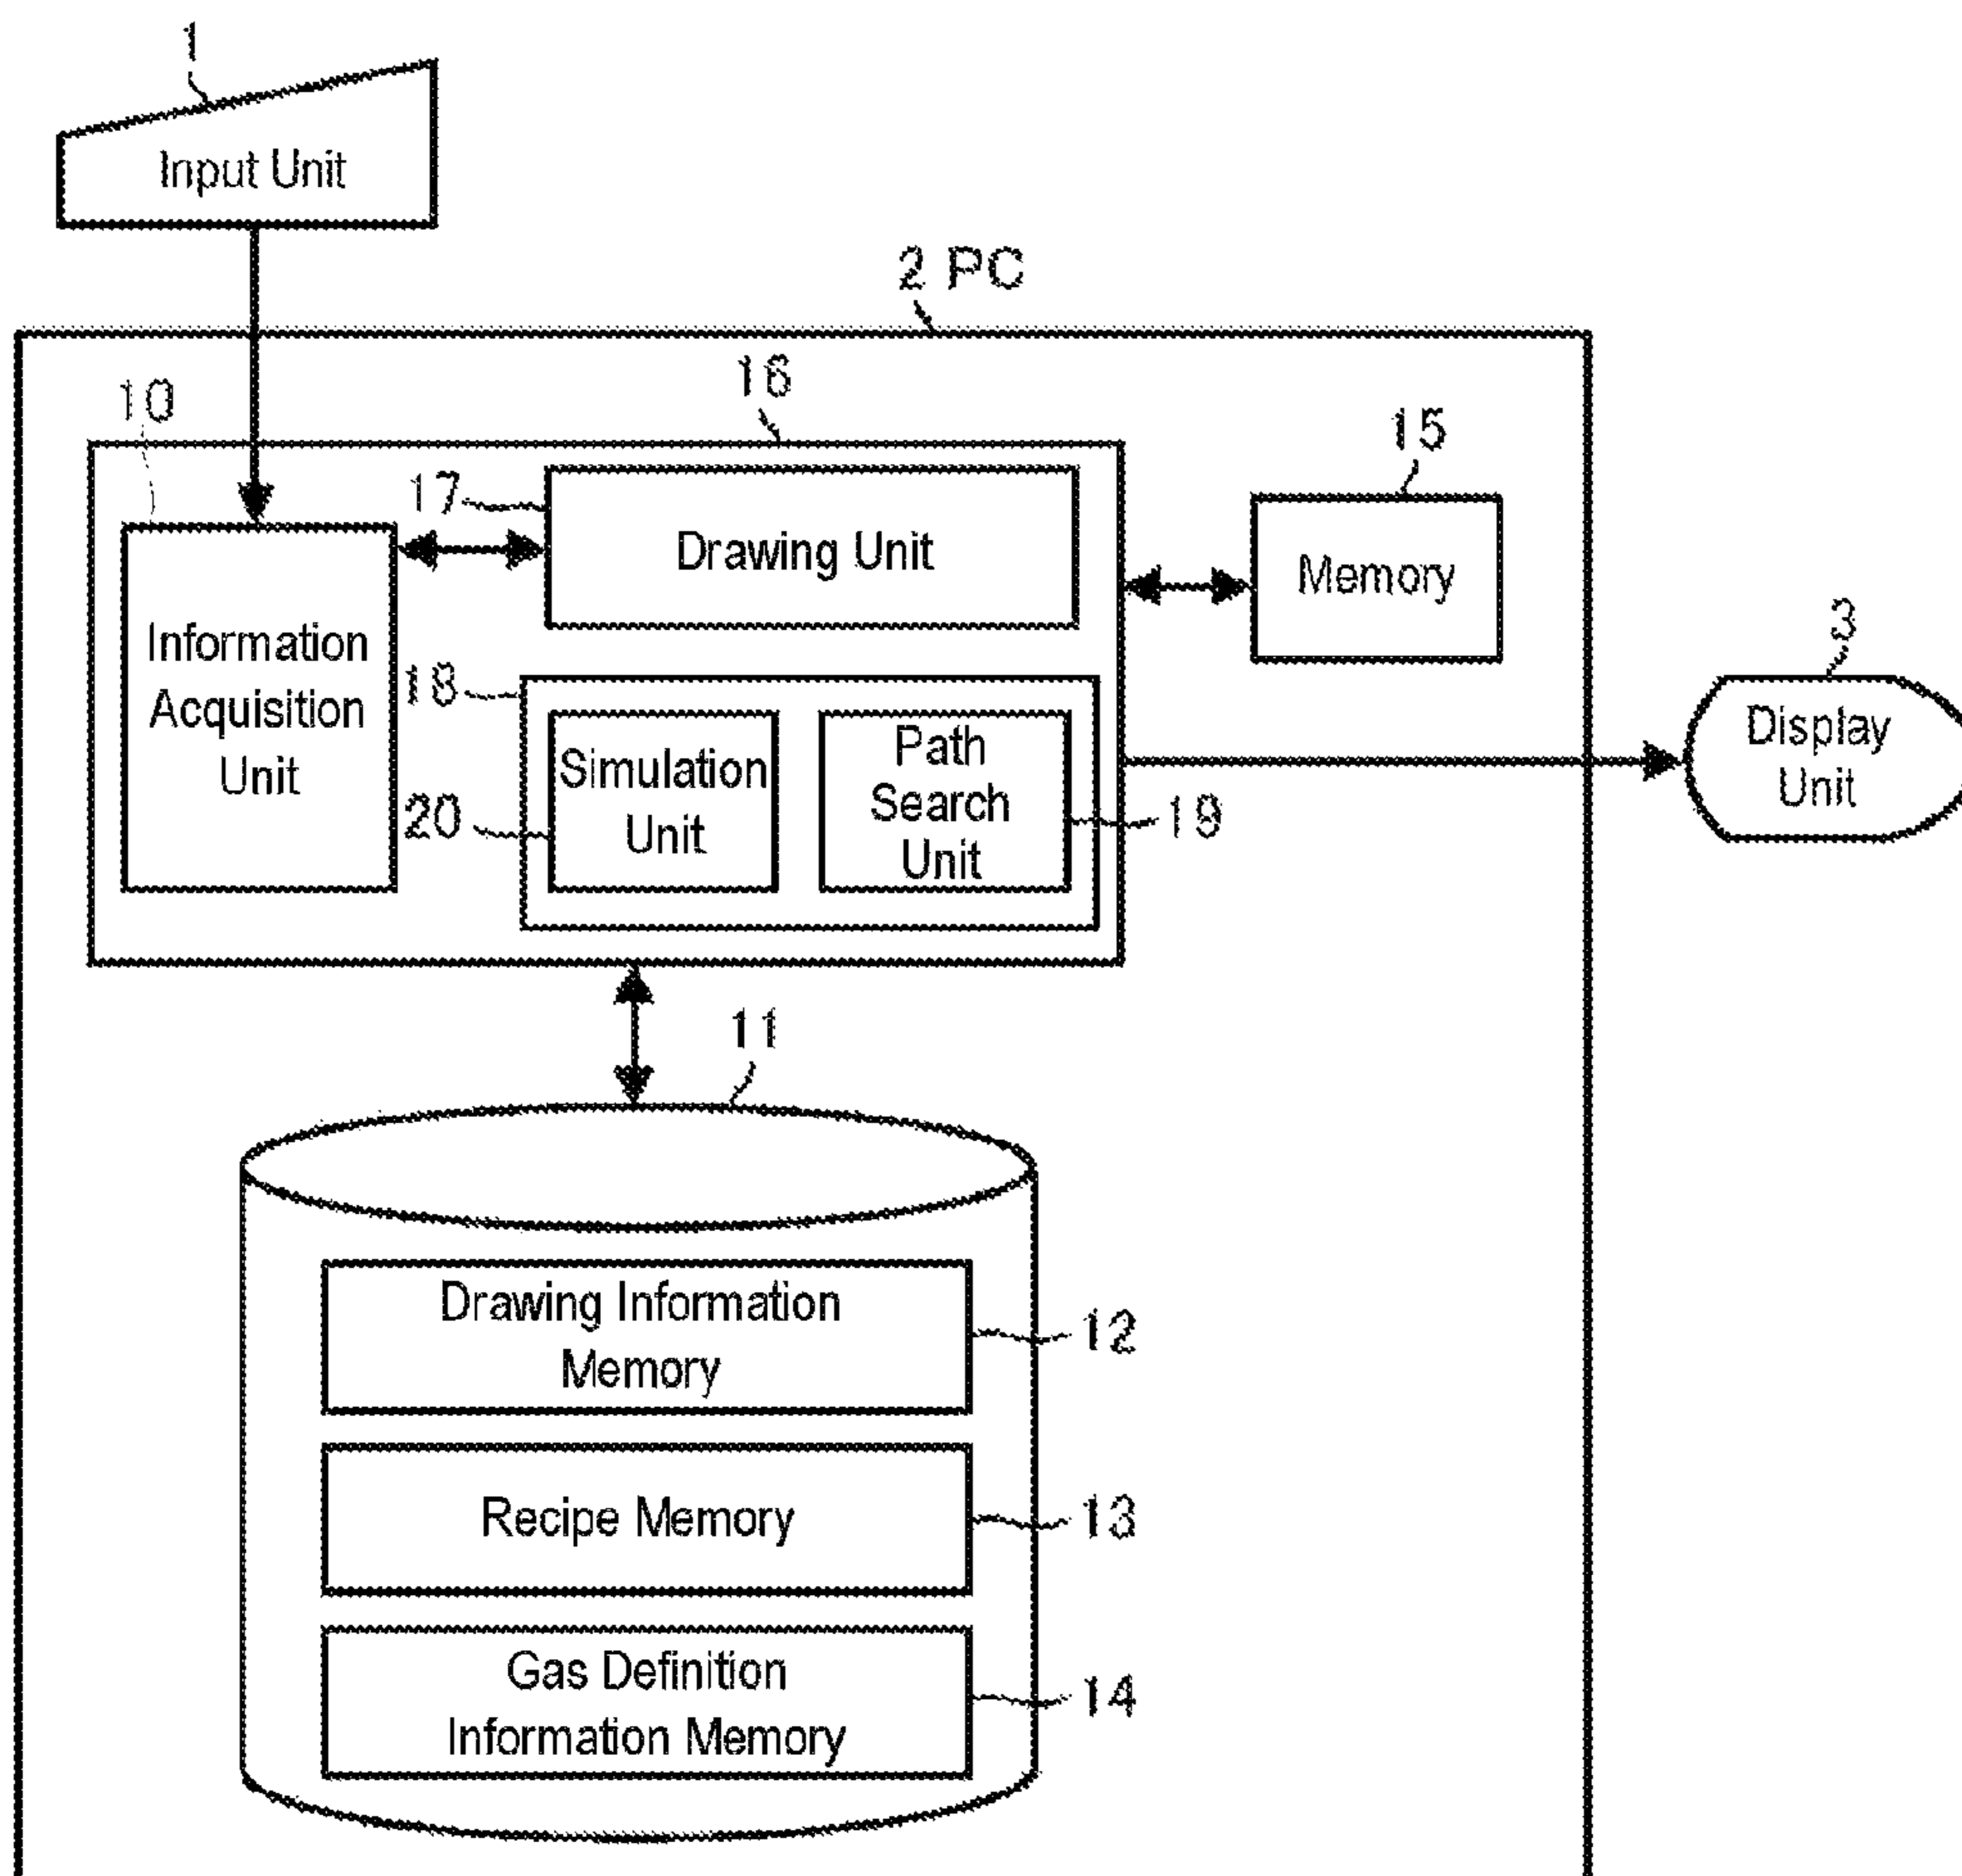 1
Input Unit
2 PC
16
10
15
17
Drawing Unit
Memory
Information
Acquisition
Unit
3
Display
Unit
18
Simulation
Unit
Path
Search
Unit
20
19
11
Drawing Information
Memory
12
Recipe Memory
13
Gas Definition
Information Memory
14